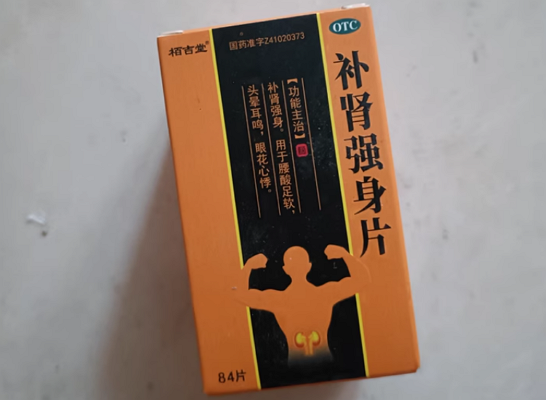 栢吉堂
国药准字Z41020373
OTC
补肾强身片
【功能主治】
补肾强身。用于腰酸足软,
头晕耳鸣,眼花心悸。
84片